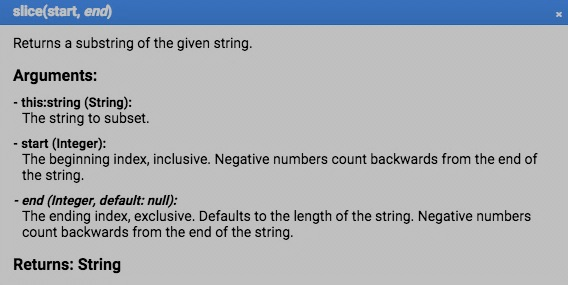 slice(start, end)
×
Returns a substring of the given string.
Arguments:
- this:string (String):
The string to subset.
- start (Integer):
The beginning index, inclusive. Negative numbers count backwards from the end of
the string.
- end (Integer, default: null):
The ending index, exclusive. Defaults to the length of the string. Negative numbers
count backwards from the end of the string.
Returns: String